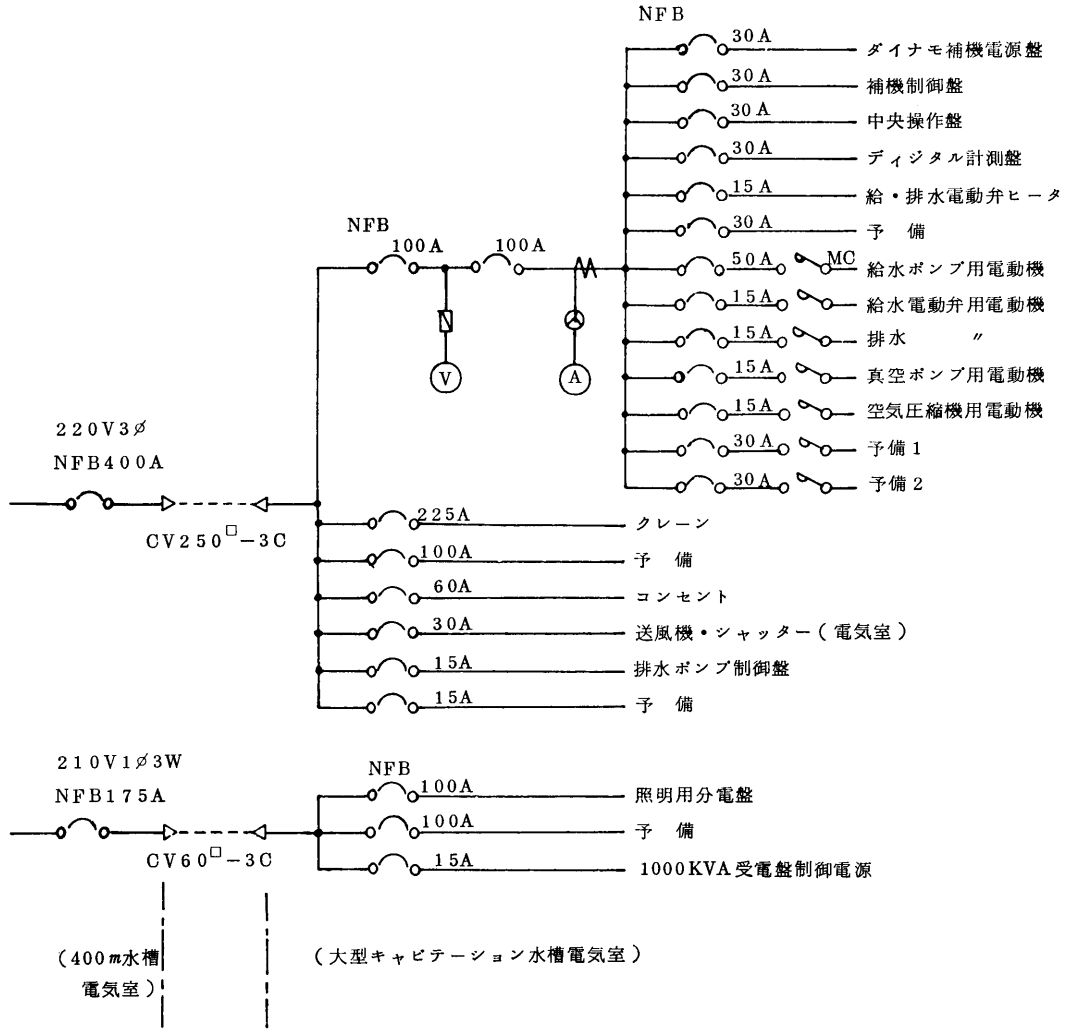 NFB
30A ダイナモ補機電源盤
30A 補機制御盤
30A 中央操作盤
30A ディジタル計測盤
15A 給・排水電動弁ヒータ
30A 予 備
NFB
100A 100A
50A MC 給水ポンプ用電動機
15A 給水電動弁用電動機
15A 排水 〃
V A
15A 真空ポンプ用電動機
15A 空気圧縮機用電動機
30A 予備1
30A 予備2
220V3∅
NFB400A
CV250□-3C
225A クレーン
100A 予 備
60A コンセント
30A 送風機・シャッター(電気室)
15A 排水ポンプ制御盤
15A 予 備
210V1∅3W
NFB175A
CV60□-3C
NFB
100A 照明用分電盤
100A 予 備
15A 1000KVA受電盤制御電源
(400m水槽
電気室)
(大型キャビテーション水槽電気室)